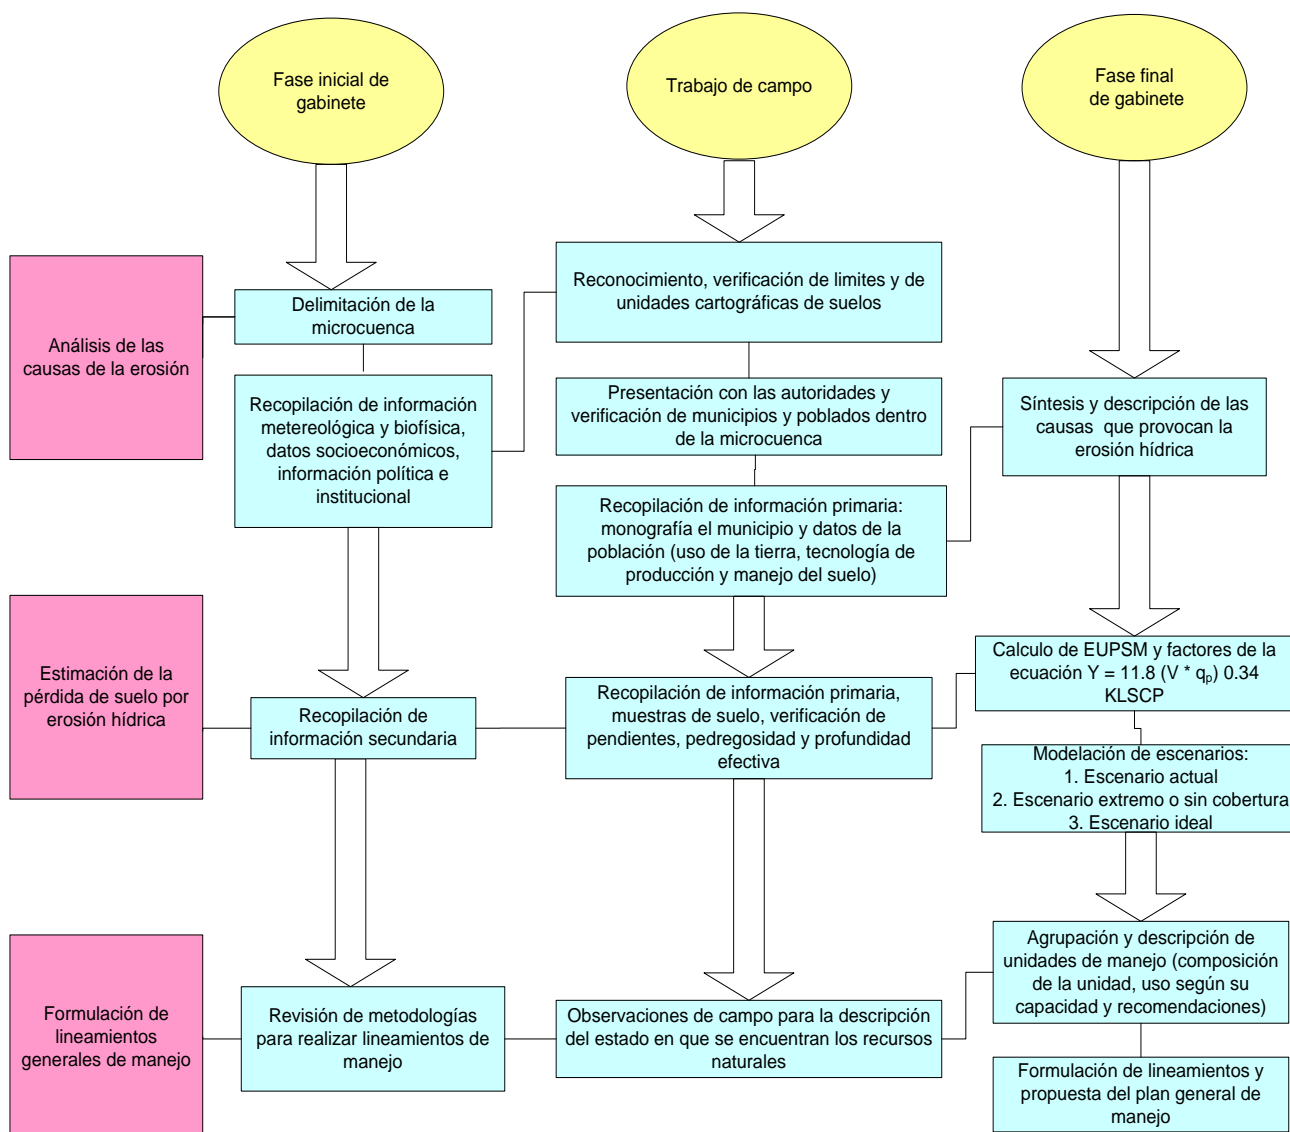 Fase inicial de
gabinete
Trabajo de campo
Fase final
de gabinete
Análisis de las
causas de la erosión
Delimitación de la
microcuenca
Recopilación de información
metereológica y biofísica,
datos socioeconómicos,
información política e
institucional
Reconocimiento, verificación de limites y de
unidades cartográficas de suelos
Presentación con las autoridades y
verificación de municipios y poblados dentro
de la microcuenca
Recopilación de información primaria:
monografía el municipio y datos de la
población (uso de la tierra, tecnología de
producción y manejo del suelo)
Síntesis y descripción de las
causas que provocan la
erosión hídrica
Estimación de la
pérdida de suelo por
erosión hídrica
Recopilación de
información secundaria
Recopilación de información primaria,
muestras de suelo, verificación de
pendientes, pedregosidad y profundidad
efectiva
Calculo de EUPSM y factores de la
ecuación Y = 11.8 (V * qp) 0.34
KLSCP
Modelación de escenarios:
1. Escenario actual
2. Escenario extremo o sin cobertura
3. Escenario ideal
Formulación de
lineamientos
generales de manejo
Revisión de metodologías
para realizar lineamientos de
manejo
Observaciones de campo para la descripción
del estado en que se encuentran los recursos
naturales
Agrupación y descripción de
unidades de manejo (composición
de la unidad, uso según su
capacidad y recomendaciones)
Formulación de lineamientos y
propuesta del plan general de
manejo